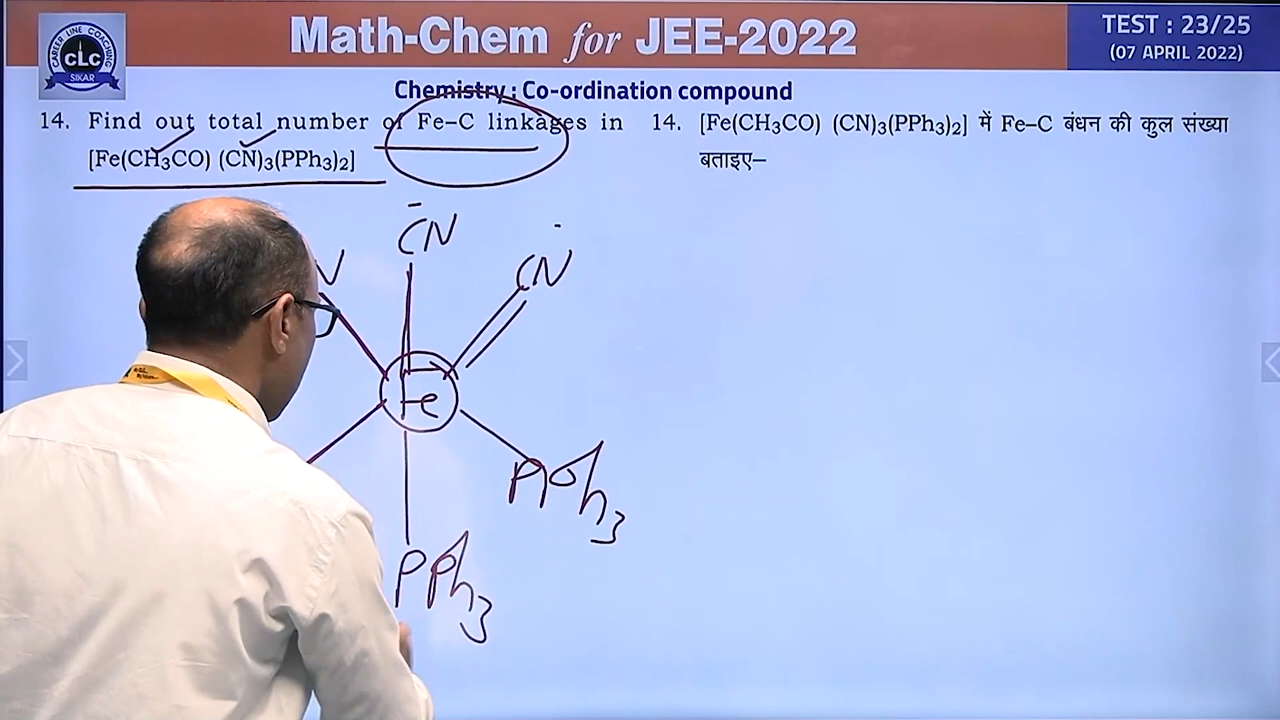 CAREER LINE COACHING
CLC
SIKAR
Math-Chem for JEE-2022
TEST : 23/25
(07 APRIL 2022)
Chemistry : Co-ordination compound
14. Find out total number of Fe–C linkages in
[Fe(CH3CO) (CN)3(PPh3)2]
14. [Fe(CH3CO) (CN)3(PPh3)2] में Fe–C बंधन की कुल संख्या
बताइए–
CN
N
CN
Fe
PPh3
PPh3